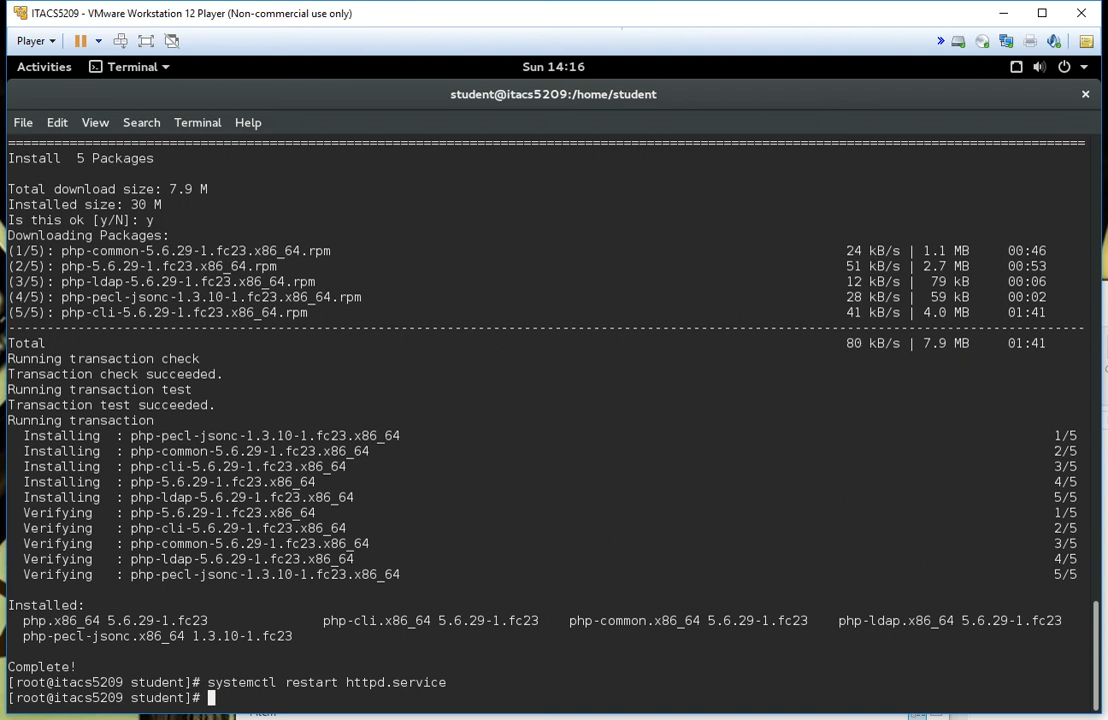 ITACS5209 - VMware Workstation 12 Player (Non-commercial use only)
Player
Activities Terminal Sun 14:16
student@itacs5209:/home/student
File Edit View Search Terminal Help
================================================================================
Install  5 Packages
Total download size: 7.9 M
Installed size: 30 M
Is this ok [y/N]: y
Downloading Packages:
(1/5): php-common-5.6.29-1.fc23.x86_64.rpm 24 kB/s | 1.1 MB 00:46
(2/5): php-5.6.29-1.fc23.x86_64.rpm 51 kB/s | 2.7 MB 00:53
(3/5): php-ldap-5.6.29-1.fc23.x86_64.rpm 12 kB/s | 79 kB 00:06
(4/5): php-pecl-jsonc-1.3.10-1.fc23.x86_64.rpm 28 kB/s | 59 kB 00:02
(5/5): php-cli-5.6.29-1.fc23.x86_64.rpm 41 kB/s | 4.0 MB 01:41
--------------------------------------------------------------------------------
Total 80 kB/s | 7.9 MB 01:41
Running transaction check
Transaction check succeeded.
Running transaction test
Transaction test succeeded.
Running transaction
Installing : php-pecl-jsonc-1.3.10-1.fc23.x86_64 1/5
Installing : php-common-5.6.29-1.fc23.x86_64 2/5
Installing : php-cli-5.6.29-1.fc23.x86_64 3/5
Installing : php-5.6.29-1.fc23.x86_64 4/5
Installing : php-ldap-5.6.29-1.fc23.x86_64 5/5
Verifying : php-5.6.29-1.fc23.x86_64 1/5
Verifying : php-cli-5.6.29-1.fc23.x86_64 2/5
Verifying : php-common-5.6.29-1.fc23.x86_64 3/5
Verifying : php-ldap-5.6.29-1.fc23.x86_64 4/5
Verifying : php-pecl-jsonc-1.3.10-1.fc23.x86_64 5/5
Installed:
php.x86_64 5.6.29-1.fc23 php-cli.x86_64 5.6.29-1.fc23 php-common.x86_64 5.6.29-1.fc23 php-ldap.x86_64 5.6.29-1.fc23
php-pecl-jsonc.x86_64 1.3.10-1.fc23
Complete!
[root@itacs5209 student]# systemctl restart httpd.service
[root@itacs5209 student]#